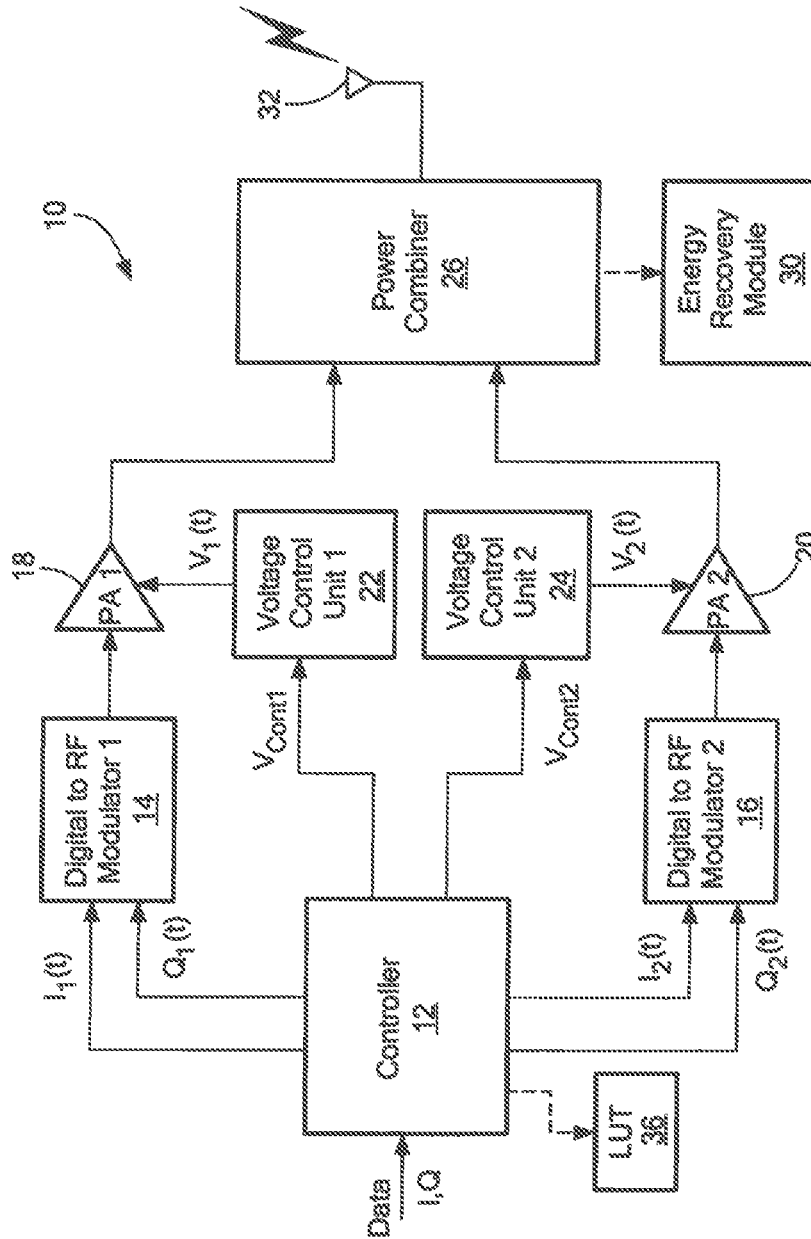 10
Data
I,Q
Controller
12
LUT
36
I1(t)
Q1(t)
Digital to RF
Modulator 1
14
18
PA 1
V1(t)
VCont1
Voltage
Control
Unit 1
22
VCont2
Voltage
Control
Unit 2
24
V2(t)
I2(t)
Q2(t)
Digital to RF
Modulator 2
16
PA 2
20
Power
Combiner
26
Energy
Recovery
Module
30
32